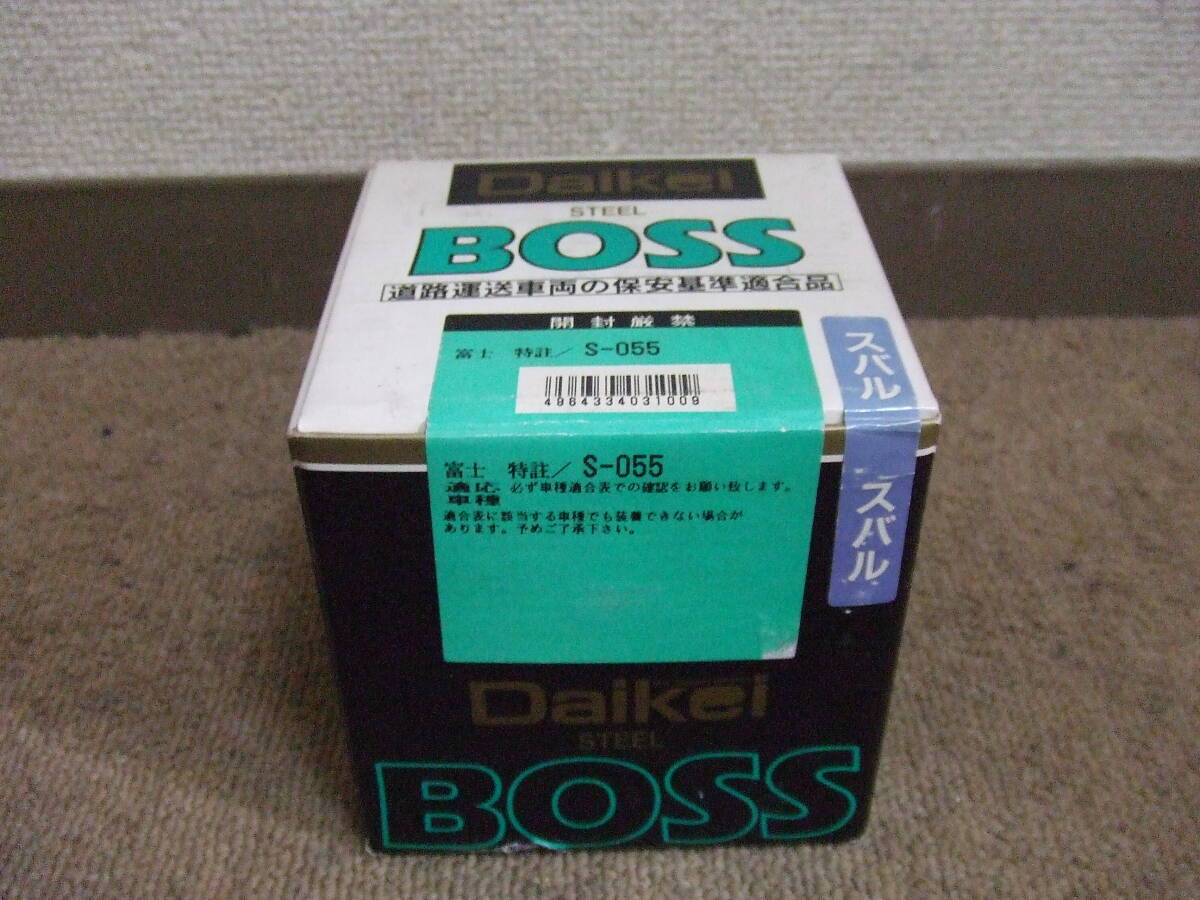 Daikei
STEEL
BOSS
道路運送車両の保安基準適合品
開封厳禁
富士 特註/ S-055
4964334031009
スバル
富士 特註/ S-055
適応 必ず車種適合表での確認をお願い致します。
車種
適合表に該当する車種でも装着できない場合が
あります。予めご了承下さい。
スバル
Daikei
STEEL
BOSS